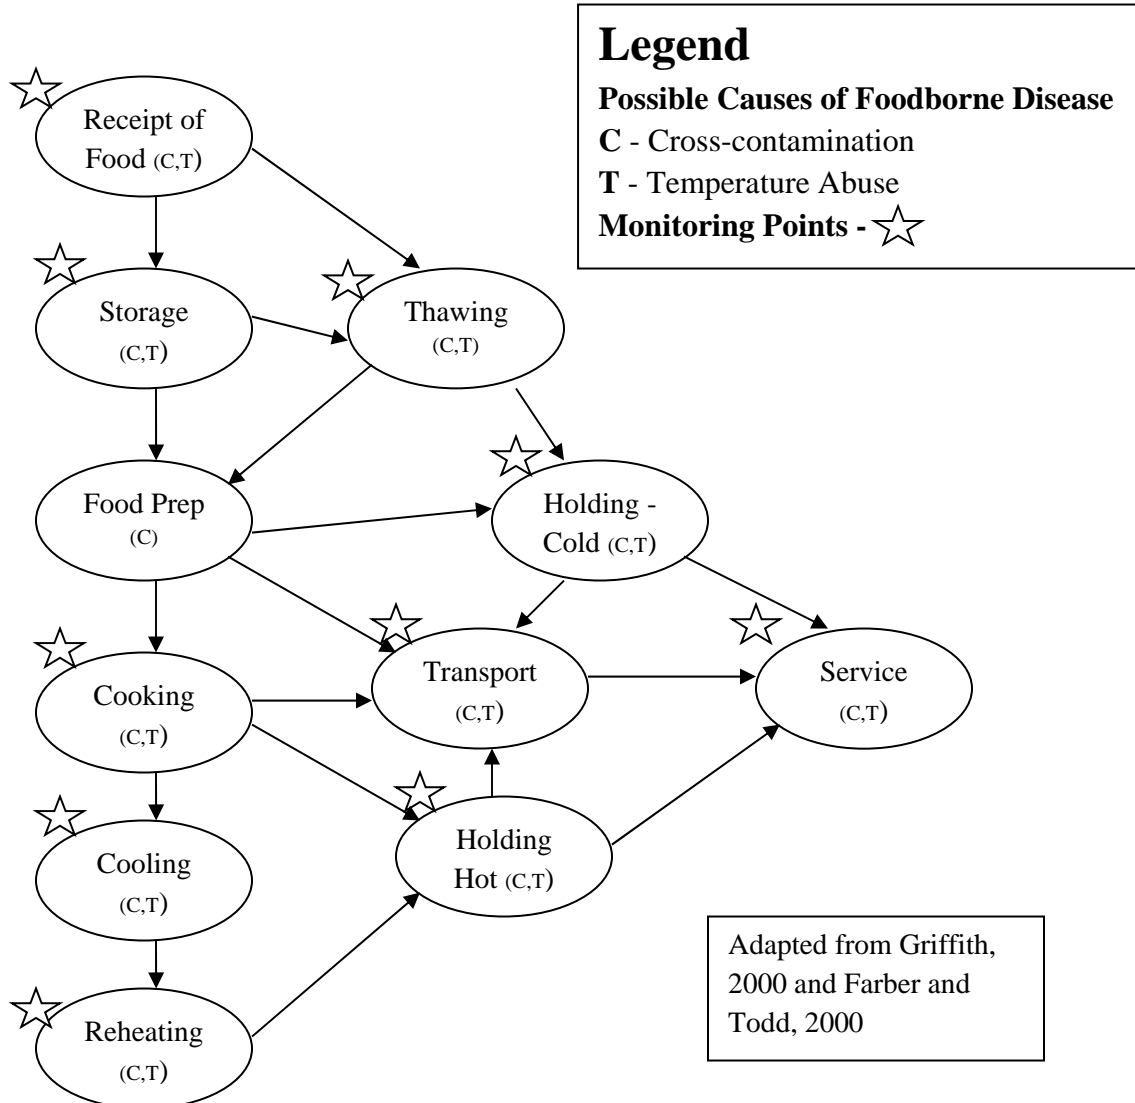 Legend
Possible Causes of Foodborne Disease
C - Cross-contamination
T - Temperature Abuse
Monitoring Points -
Receipt of
Food (C,T)
Storage
(C,T)
Thawing
(C,T)
Food Prep
(C)
Holding -
Cold (C,T)
Cooking
(C,T)
Transport
(C,T)
Service
(C,T)
Cooling
(C,T)
Holding
Hot (C,T)
Reheating
(C,T)
Adapted from Griffith,
2000 and Farber and
Todd, 2000